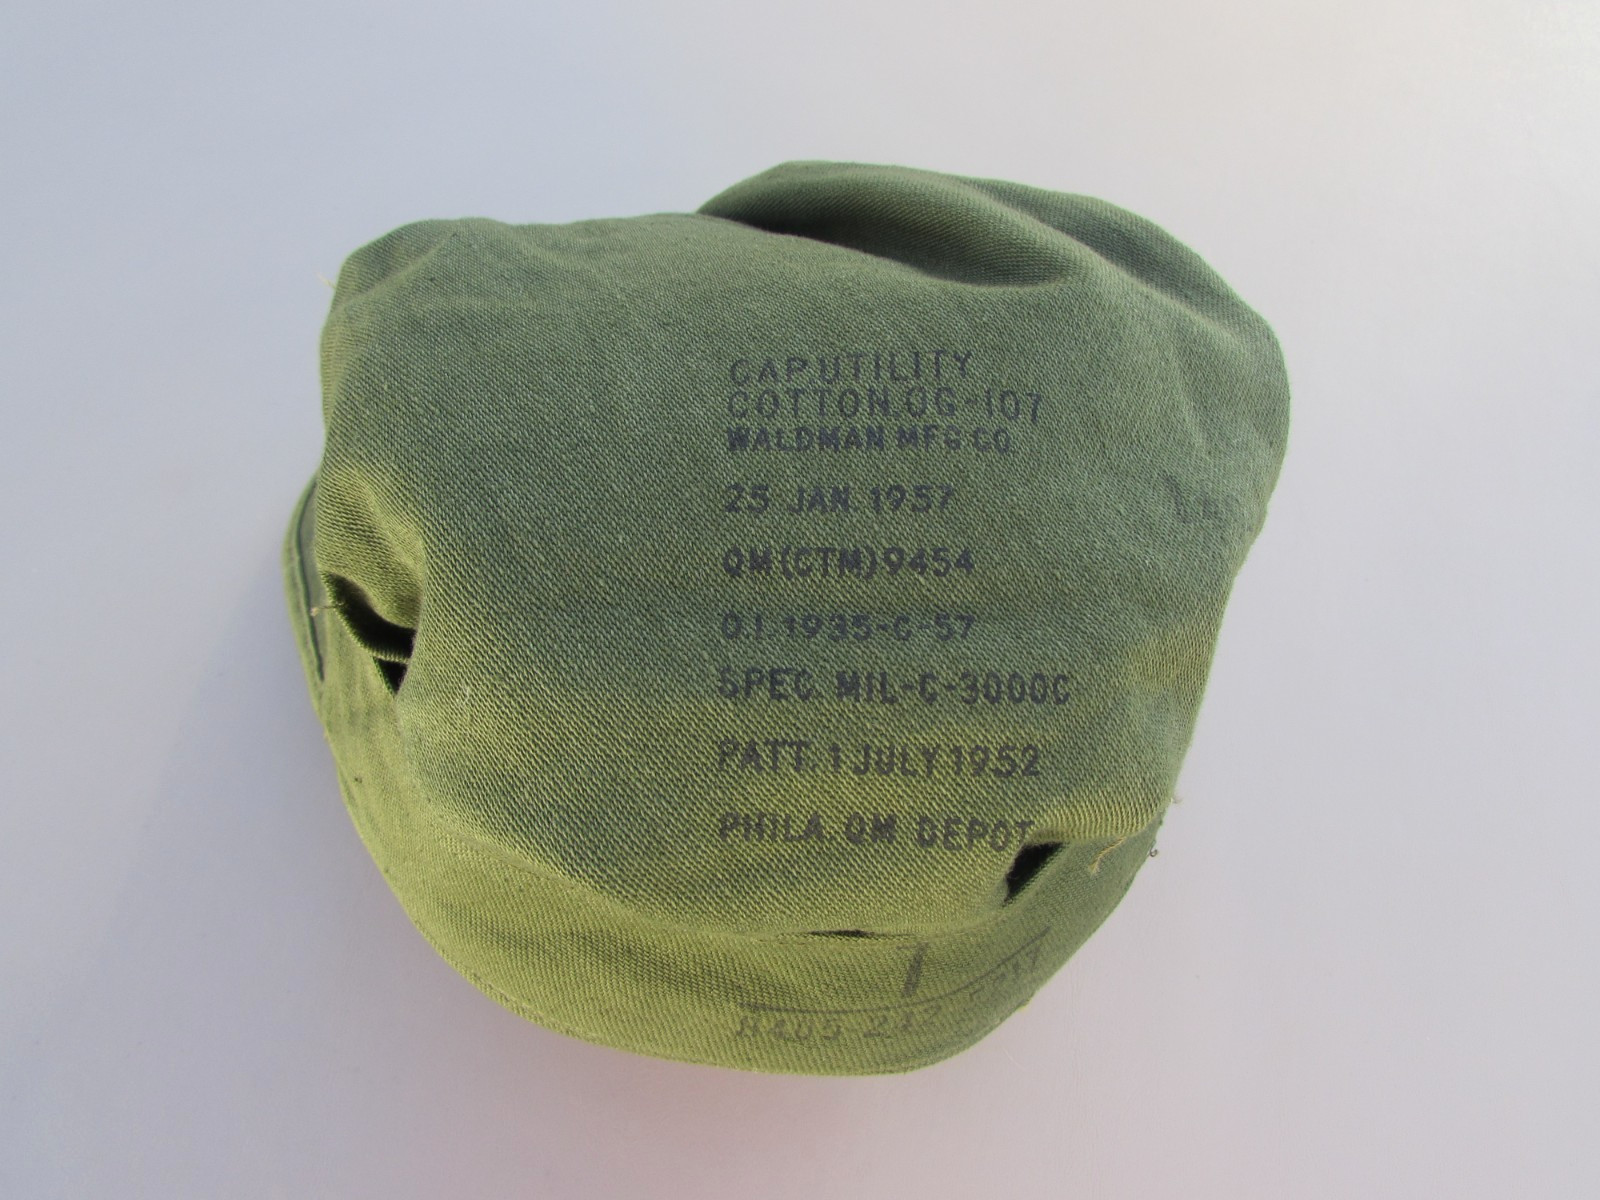 CAP UTILITY
COTTON. OG-107
WALDMAN MFG CO.
25 JAN. 1957
QM(CTM)9454
O.I. 1935-C-57
SPEC. MIL-C-3000C
PATT. 1 JULY 1952
PHILA. QM DEPOT